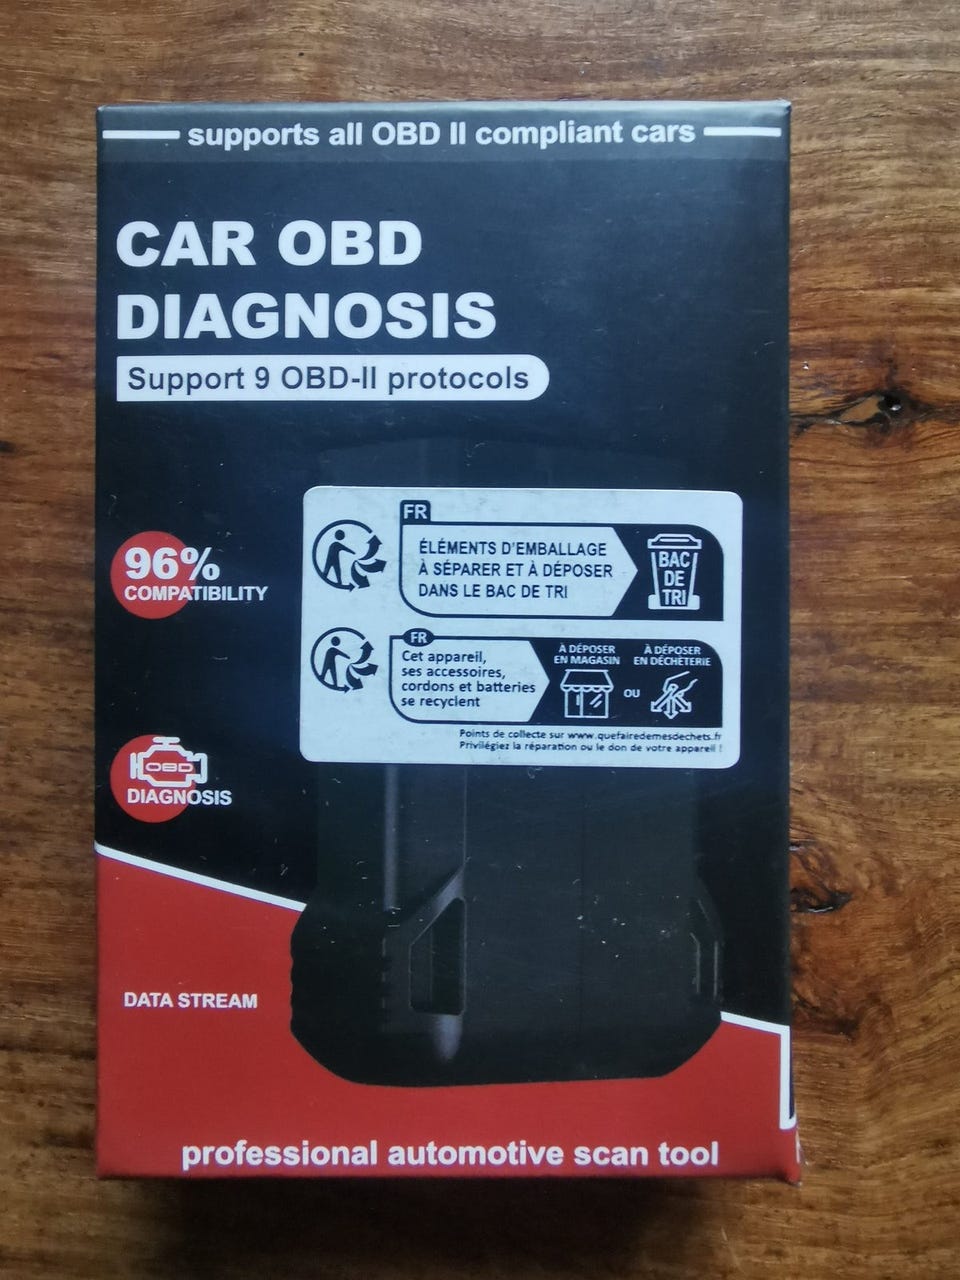 supports all OBD II compliant cars
CAR OBD
DIAGNOSIS
Support 9 OBD-II protocols
FR
ÉLÉMENTS D'EMBALLAGE
À SÉPARER ET À DÉPOSER
DANS LE BAC DE TRI
BAC
DE
TRI
96%
COMPATIBILITY
FR
Cet appareil,
ses accessoires,
cordons et batteries
se recyclent
À DÉPOSER
EN MAGASIN
OU
À DÉPOSER
EN DÉCHÈTERIE
Points de collecte sur www.quefairedemesdechets.fr
Privilégiez la réparation ou le don de votre appareil !
OBD
DIAGNOSIS
DATA STREAM
professional automotive scan tool